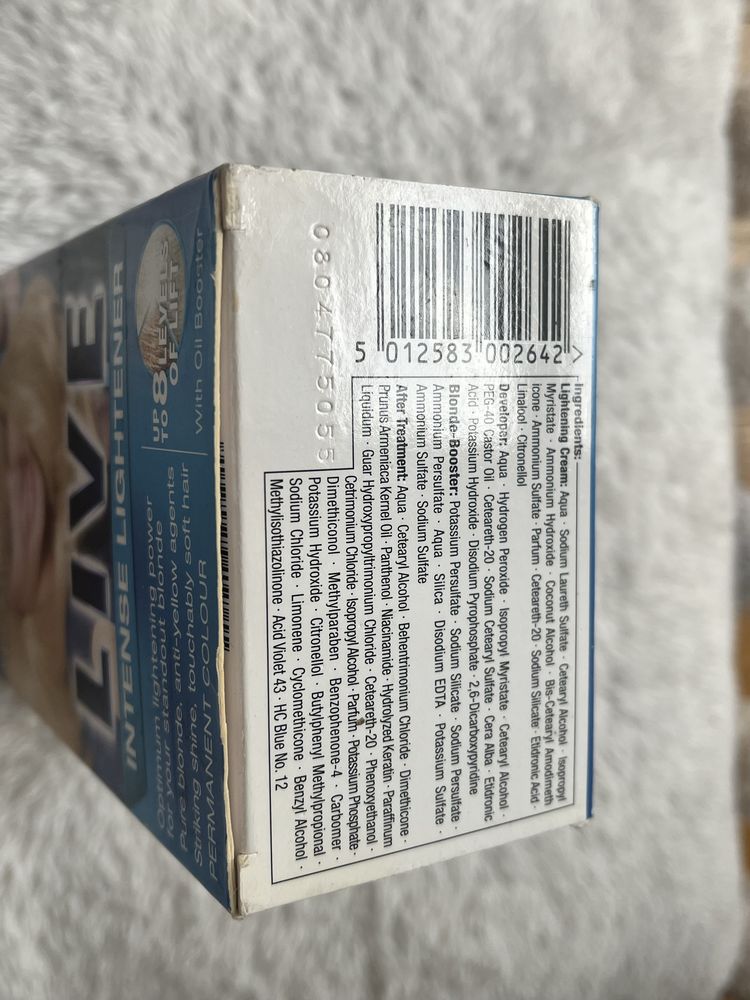 LIVE
INTENSE LIGHTENER
UP TO 8 LEVELS OF LIFT
With Oil Booster
Optimum lightening power
for your standout blonde
Pure blonde, anti-yellow agents
Striking shine, touchably soft hair
PERMANENT COLOUR
0804775055
5 012583 002642 >
Ingredients:
Lightening Cream: Aqua · Sodium Laureth Sulfate · Cetearyl Alcohol · Isopropyl
Myristate · Ammonium Hydroxide · Coconut Alcohol · Bis-Cetearyl Amodimeth
icone · Ammonium Sulfate · Parfum · Ceteareth-20 · Sodium Silicate · Etidronic Acid ·
Linalool · Citronellol
Developer: Aqua · Hydrogen Peroxide · Isopropyl Myristate · Cetearyl Alcohol ·
PEG-40 Castor Oil · Ceteareth-20 · Sodium Cetearyl Sulfate · Cera Alba · Etidronic
Acid · Potassium Hydroxide · Disodium Pyrophosphate · 2,6-Dicarboxypyridine
Blonde-Booster: Potassium Persulfate · Sodium Silicate · Sodium Persulfate ·
Ammonium Persulfate · Aqua · Silica · Disodium EDTA · Potassium Sulfate ·
Ammonium Sulfate · Sodium Sulfate
After Treatment: Aqua · Cetearyl Alcohol · Behentrimonium Chloride · Dimethicone ·
Prunus Armeniaca Kernel Oil · Panthenol · Niacinamide · Hydrolyzed Keratin · Paraffinum
Liquidum · Guar Hydroxypropyltrimonium Chloride · Ceteareth-20 · Phenoxyethanol ·
Cetrimonium Chloride · Isopropyl Alcohol · Parfum · Potassium Phosphate ·
Dimethiconol · Methylparaben · Benzophenone-4 · Carbomer ·
Potassium Hydroxide · Citronellol · Butylphenyl Methylpropional ·
Sodium Chloride · Limonene · Cyclomethicone · Benzyl Alcohol ·
Methylisothiazolinone · Acid Violet 43 · HC Blue No. 12